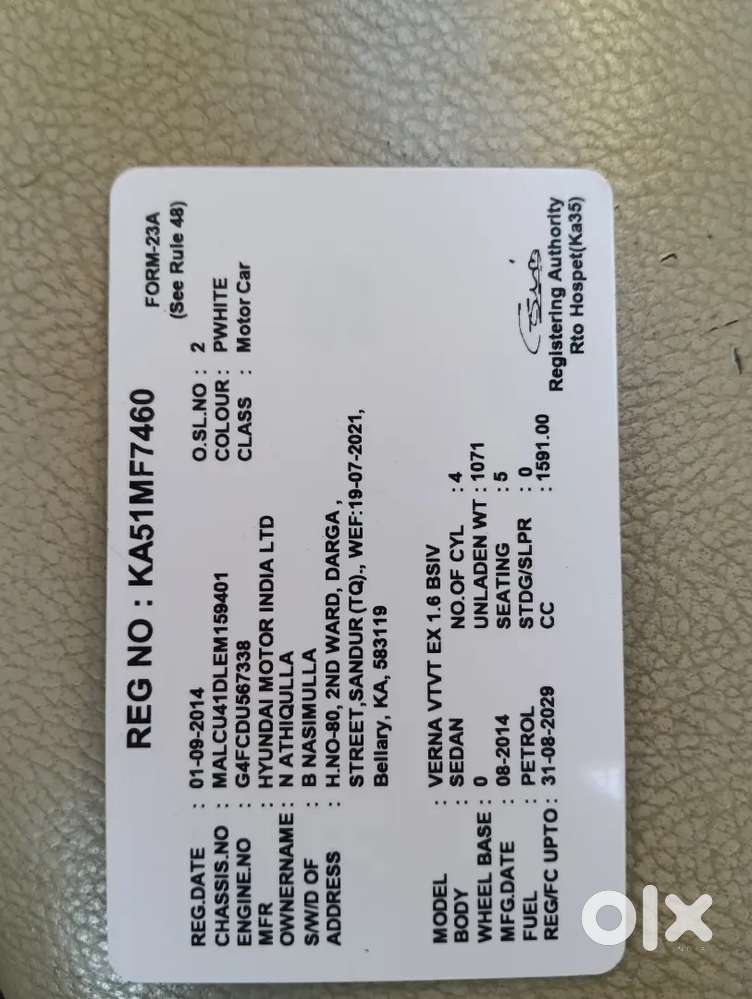 FORM-23A
(See Rule 48)
REG NO : KA51MF7460
REG.DATE : 01-09-2014 O.SL.NO : 2
CHASSIS.NO : MALCU41DLEM159401 COLOUR : PWHITE
ENGINE.NO : G4FCDU567338 CLASS : Motor Car
MFR : HYUNDAI MOTOR INDIA LTD
OWNERNAME : N ATHIQULLA
S/W/D OF : B NASIMULLA
ADDRESS : H.NO-80, 2ND WARD, DARGA ,
STREET,SANDUR (TQ)., WEF:19-07-2021,
Bellary, KA, 583119
MODEL : VERNA VTVT EX 1.6 BSIV
BODY : SEDAN NO.OF CYL : 4
WHEEL BASE : 0 UNLADEN WT : 1071
MFG.DATE : 08-2014 SEATING : 5
FUEL : PETROL STDG/SLPR : 0
REG/FC UPTO : 31-08-2029 CC : 1591.00
Registering Authority
Rto Hospet(Ka35)
olx
INDIA